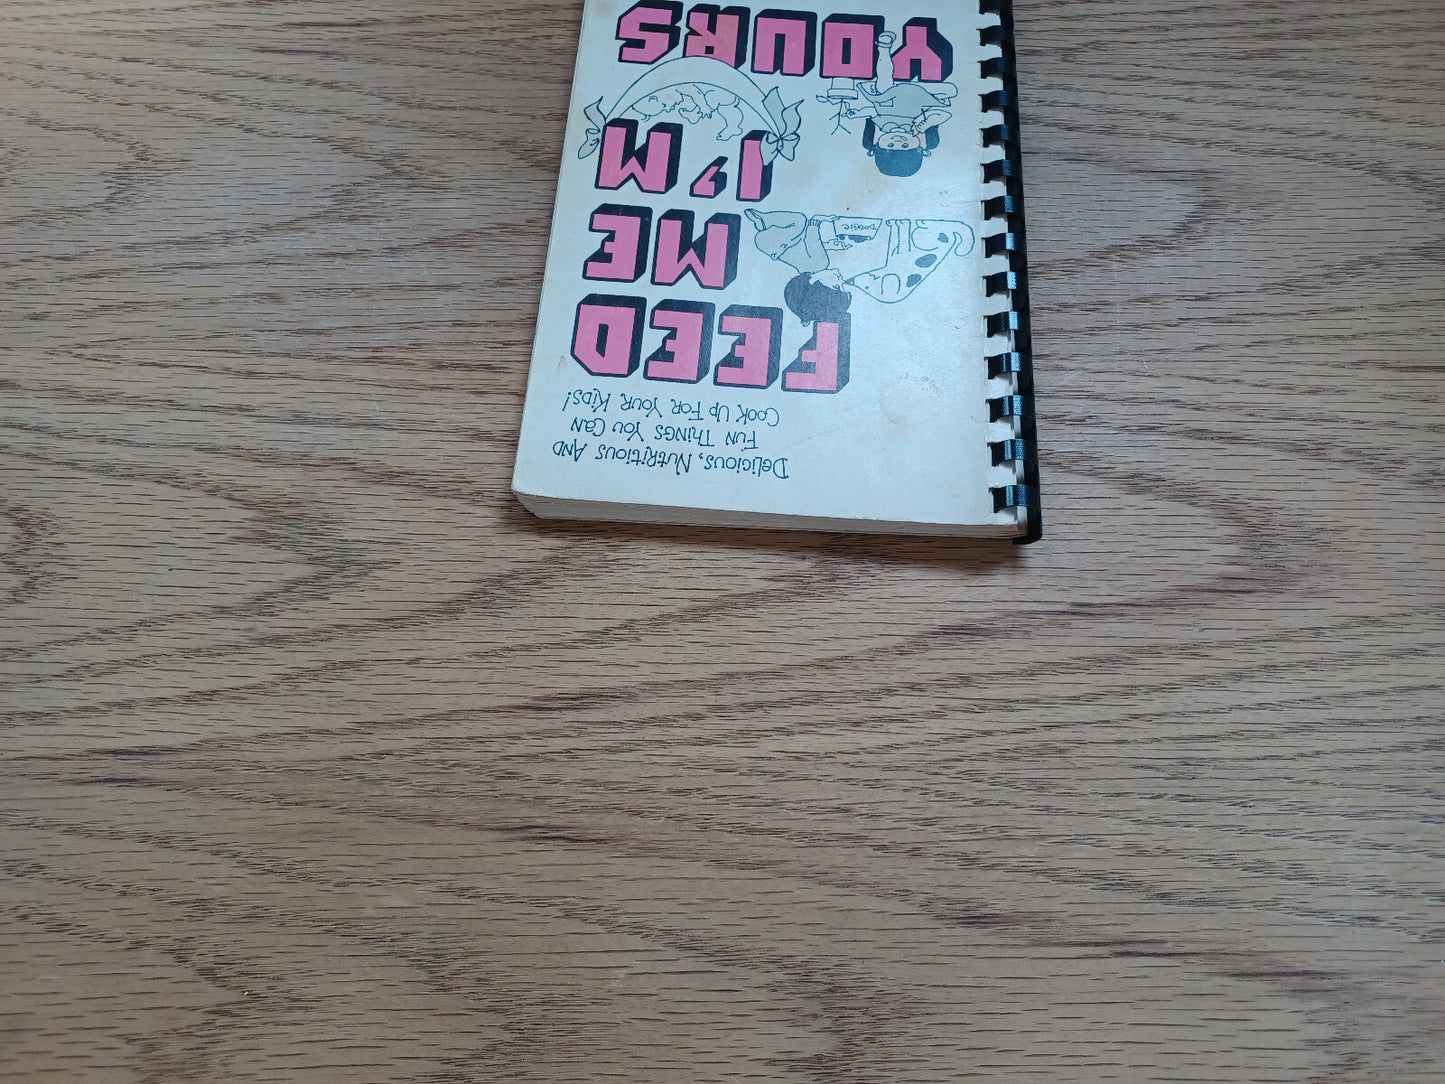 Delicious, Nutritious And
Fun Things You Can
Cook Up For Your Kids!
FEED
ME
I'M
YOURS
DOGGIE